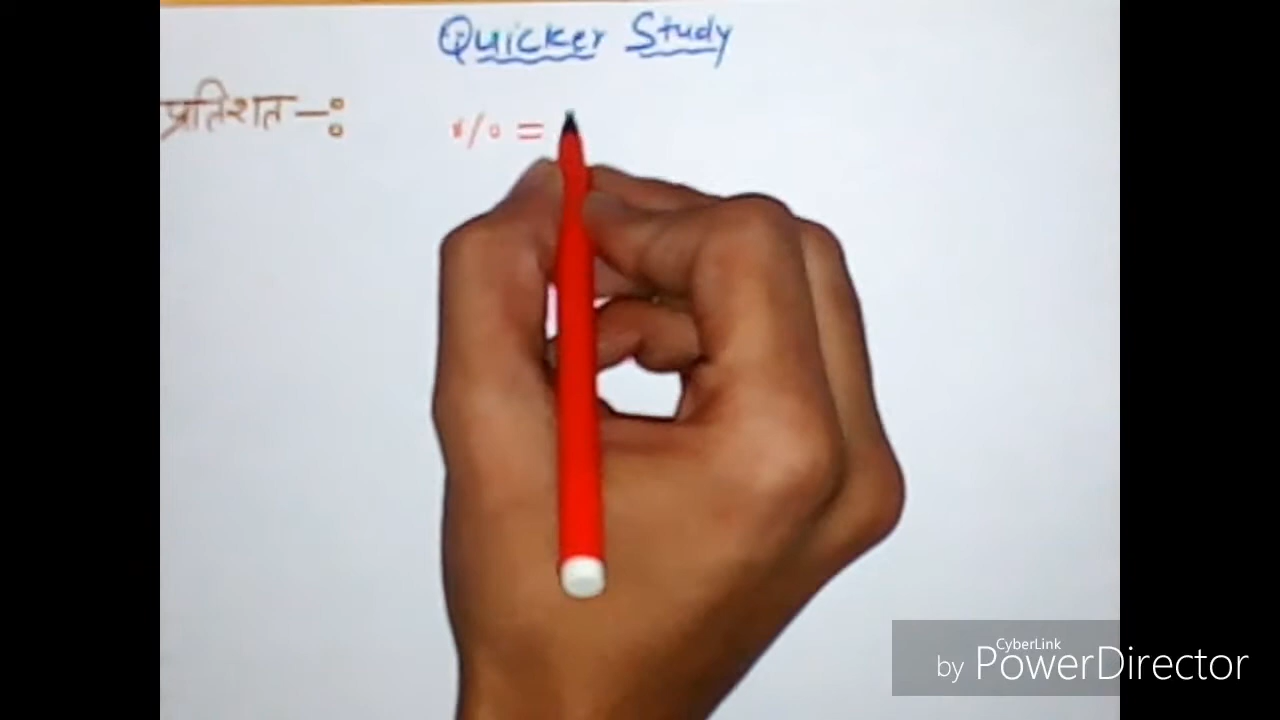 Quicker Study
प्रतिशत -:
% =
CyberLink
by PowerDirector